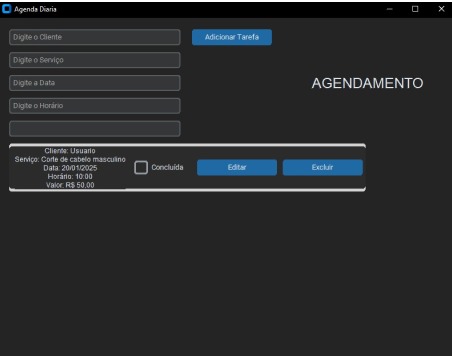 Agenda Diaria
Digite o Cliente
Adicionar Tarefa
Digite o Serviço
Digite a Data
AGENDAMENTO
Digite o Horário
Cliente: Usuario
Serviço: Corte de cabelo masculino
Data: 20/01/2025
Horário: 10:00
Valor: R$ 50,00
Concluída
Editar
Excluir